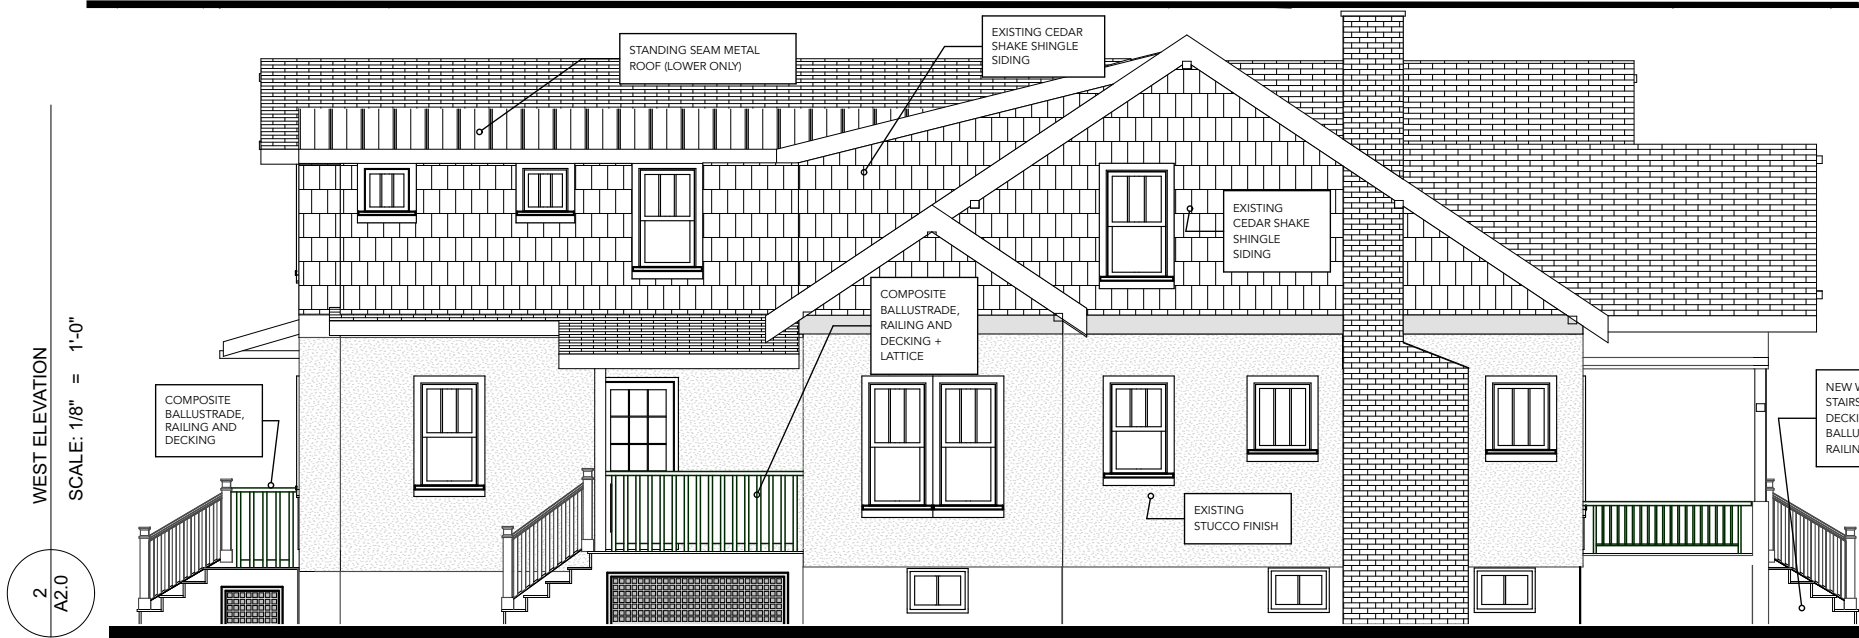 STANDING SEAM METAL
ROOF (LOWER ONLY)
EXISTING CEDAR
SHAKE SHINGLE
SIDING
EXISTING
CEDAR SHAKE
SHINGLE
SIDING
COMPOSITE
BALLUSTRADE,
RAILING AND
DECKING +
LATTICE
COMPOSITE
BALLUSTRADE,
RAILING AND
DECKING
NEW
EXISTING
STUCCO FINISH
WEST ELEVATION
SCALE: 1/8" = 1'-0"
2
A2.0